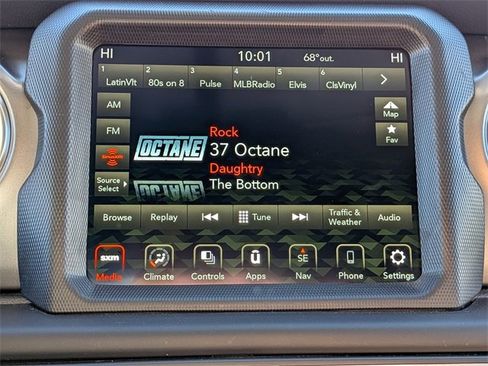 HI 10:01 68°out. HI
1 LatinVlt 2 80s on 8 3 Pulse 4 MLBRadio 5 Elvis 6 ClsVinyl
AM
Map
FM
OCTANE
Rock
37 Octane
Fav
SiriusXM
Daughtry
The Bottom
Source
Select
Browse Replay Tune Traffic & Weather Audio
sxm ū SE
Media Climate Controls Apps Nav Phone Settings